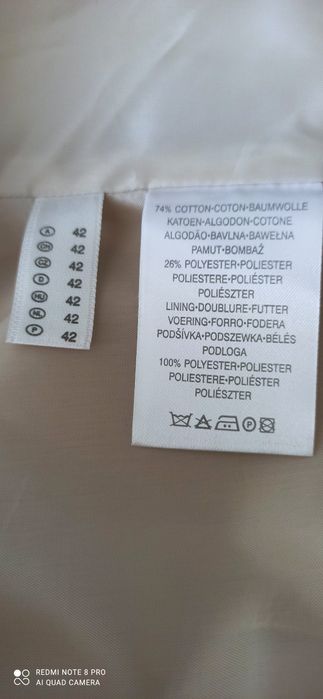 A 42
CH 42
CZ 42
D 42
HU 42
NL 42
P 42
74% COTTON•COTON•BAUMWOLLE
KATOEN•ALGODON•COTONE
ALGODÃO•BAVLNA•BAWEŁNA
PAMUT•BOMBAŽ
26% POLYESTER•POLIESTER
POLIESTERE•POLIÉSTER
POLIÉSZTER
LINING•DOUBLURE•FUTTER
VOERING•FORRO•FODERA
PODŠÍVKA•PODSZEWKA•BÉLÉS
PODLOGA
100% POLYESTER•POLIESTER
POLIESTERE•POLIÉSTER
POLIÉSZTER
P
REDMI NOTE 8 PRO
AI QUAD CAMERA